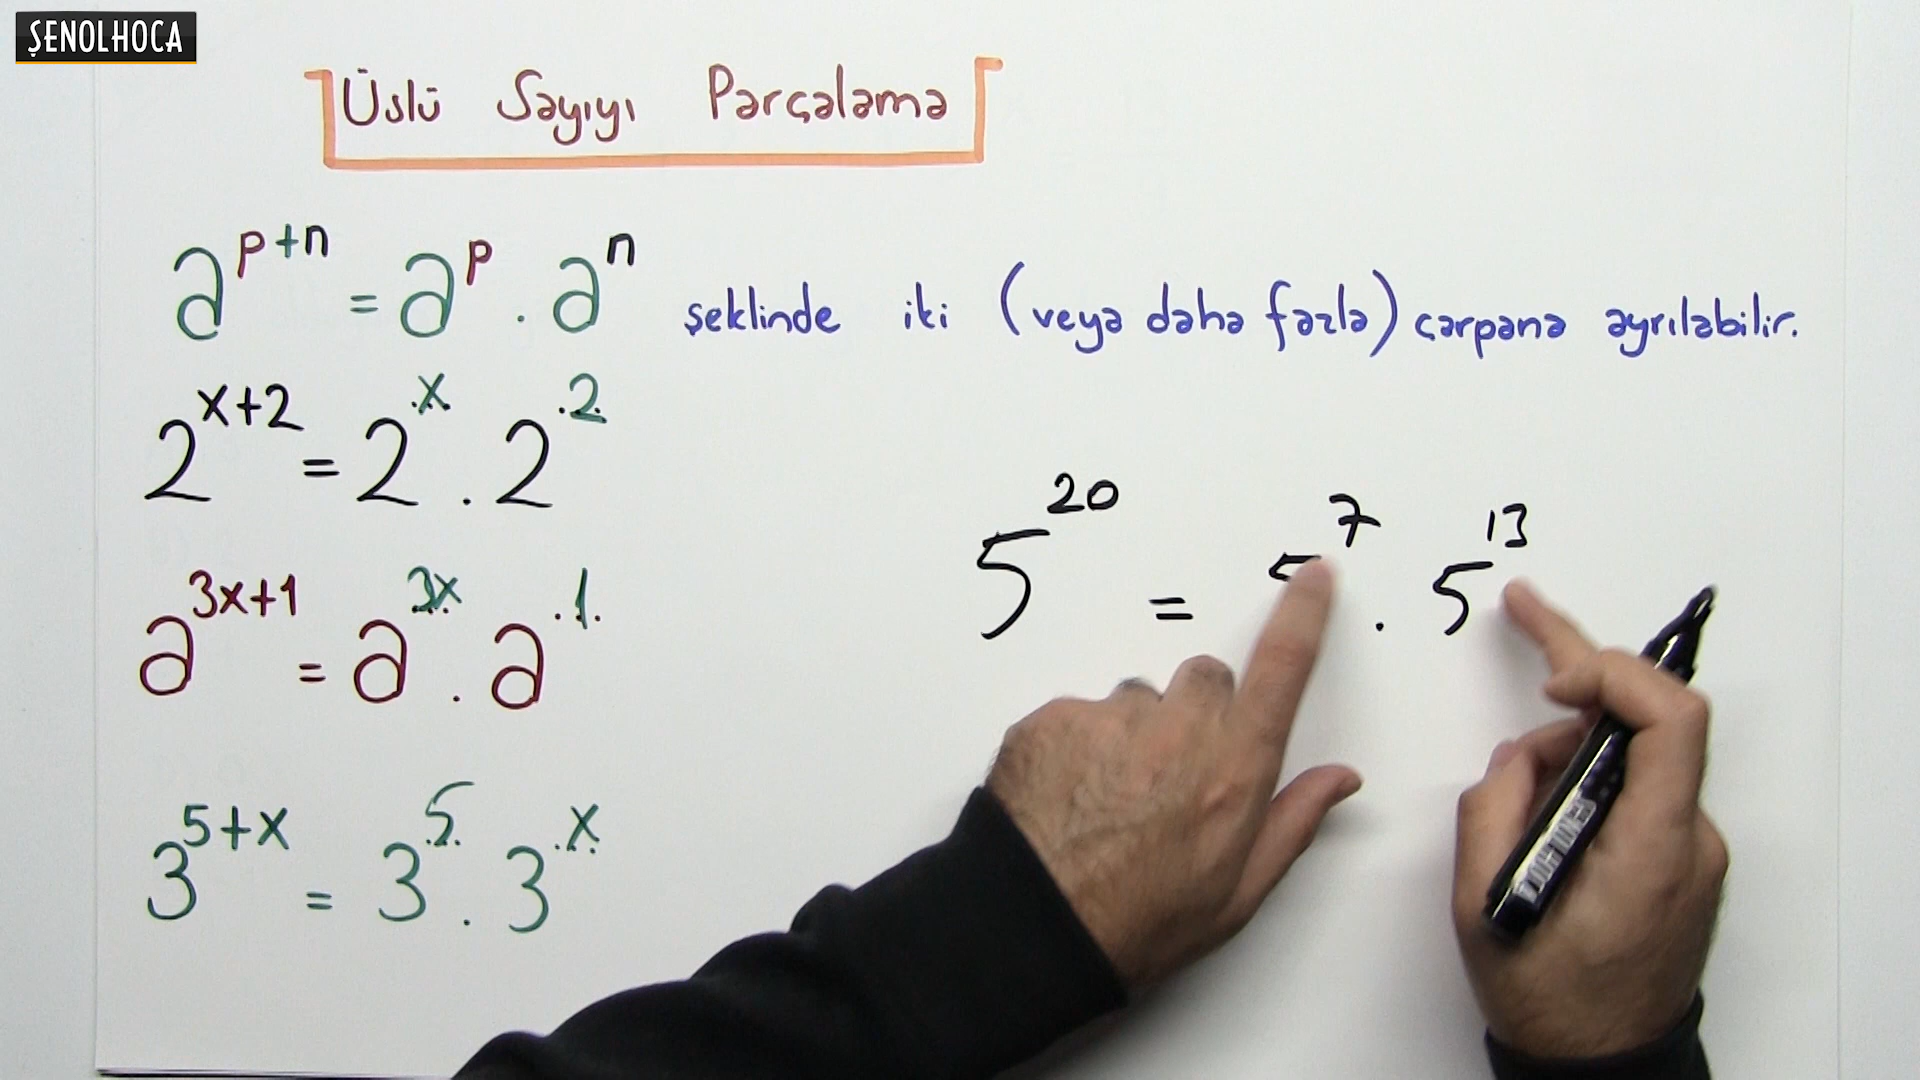 ŞENOLHOCA
Üslü Sayıyı Parçalama
a^{p+n} = a^p . a^n şeklinde iki (veya daha fazla) çarpana ayrılabilir.
2^{x+2} = 2^x . 2^2
5^{20} = 5^7 . 5^{13}
a^{3x+1} = a^{3x} . a^1
3^{5+x} = 3^5 . 3^x